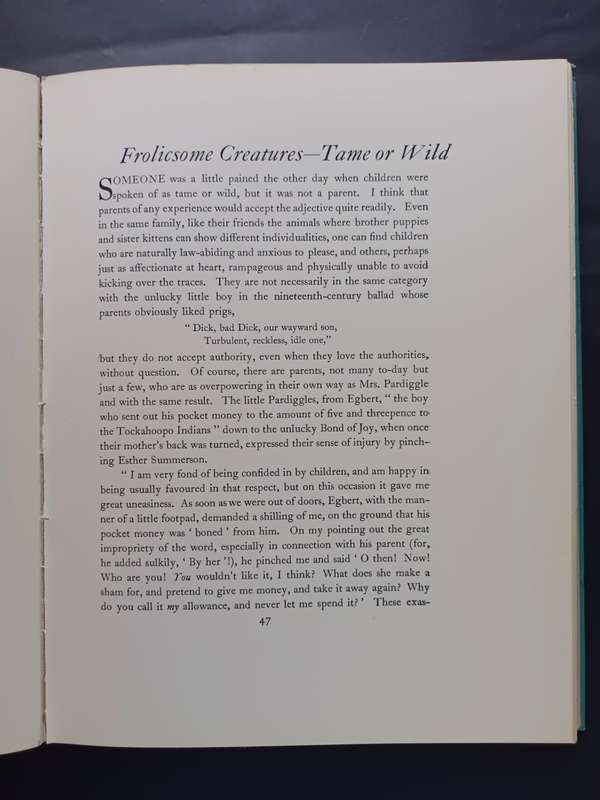 Frolicsome Creatures—Tame or Wild
SOMEONE was a little pained the other day when children were
spoken of as tame or wild, but it was not a parent. I think that
parents of any experience would accept the adjective quite readily. Even
in the same family, like their friends the animals where brother puppies
and sister kittens can show different individualities, one can find children
who are naturally law-abiding and anxious to please, and others, perhaps
just as affectionate at heart, rampageous and physically unable to avoid
kicking over the traces. They are not necessarily in the same category
with the unlucky little boy in the nineteenth-century ballad whose
parents obviously liked prigs,
“ Dick, bad Dick, our wayward son,
Turbulent, reckless, idle one,”
but they do not accept authority, even when they love the authorities,
without question. Of course, there are parents, not many to-day but
just a few, who are as overpowering in their own way as Mrs. Pardiggle
and with the same result. The little Pardiggles, from Egbert, “ the boy
who sent out his pocket money to the amount of five and threepence to
the Tockahoopo Indians ” down to the unlucky Bond of Joy, when once
their mother's back was turned, expressed their sense of injury by pinch-
ing Esther Summerson.
“ I am very fond of being confided in by children, and am happy in
being usually favoured in that respect, but on this occasion it gave me
great uneasiness. As soon as we were out of doors, Egbert, with the man-
ner of a little footpad, demanded a shilling of me, on the ground that his
pocket money was ‘ boned ’ from him. On my pointing out the great
impropriety of the word, especially in connection with his parent (for,
he added sulkily, ‘ By her ’!), he pinched me and said ‘ O then! Now!
Who are you! You wouldn't like it, I think? What does she make a
sham for, and pretend to give me money, and take it away again? Why
do you call it my allowance, and never let me spend it? ’ These exas-
47